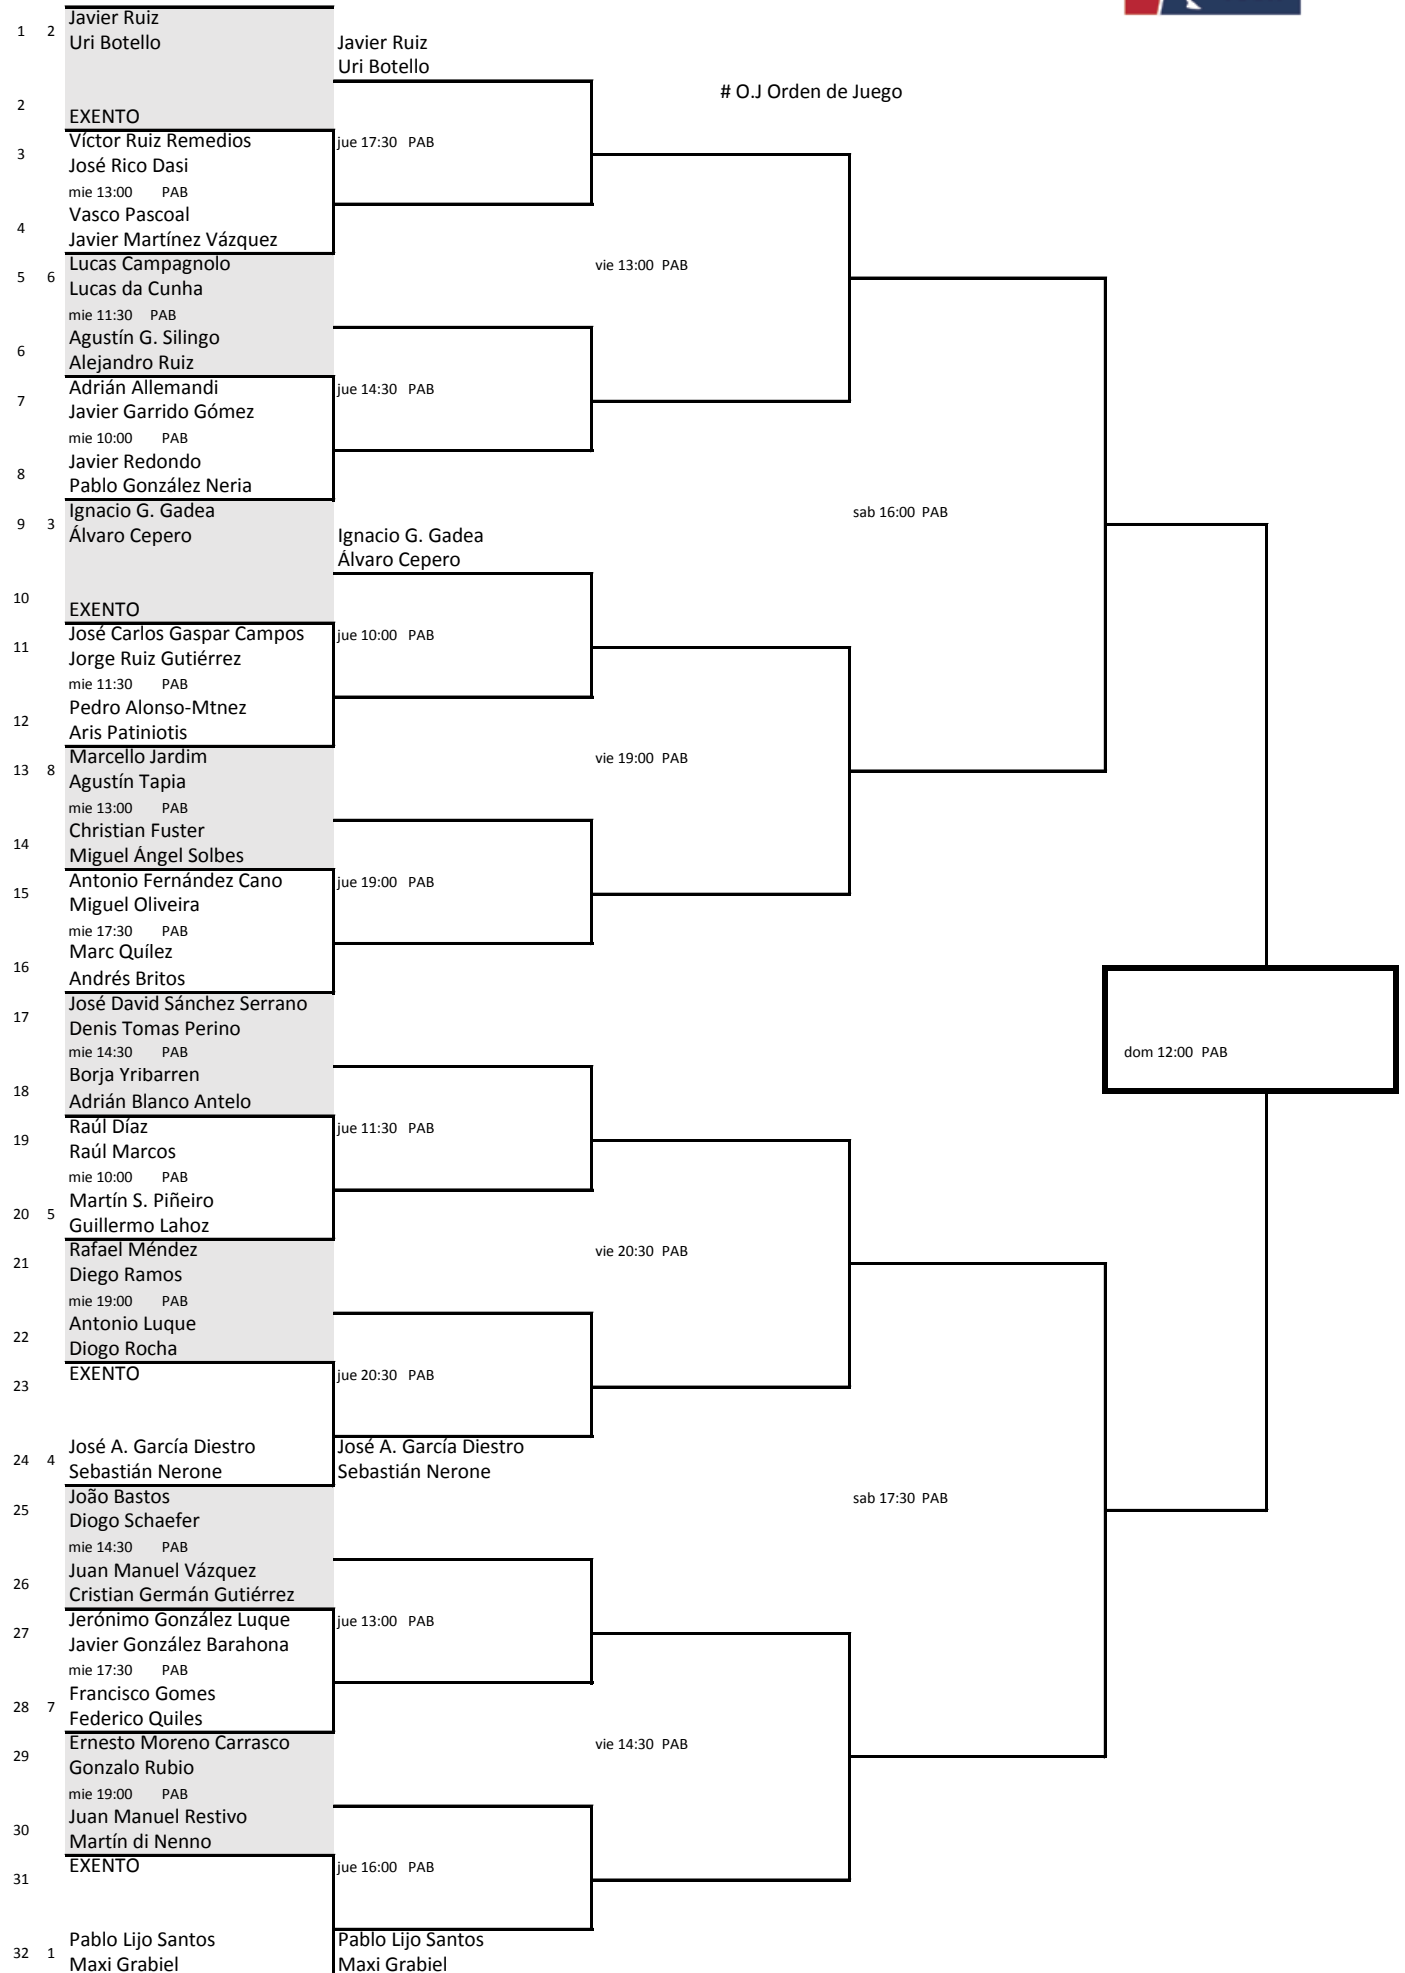 Javier Ruiz
1 2
Uri Botello
Javier Ruiz
Uri Botello
# O.J Orden de Juego
2
EXENTO
Víctor Ruiz Remedios
jue 17:30 PAB
3
José Rico Dasi
mie 13:00 PAB
Vasco Pascoal
4
Javier Martínez Vázquez
Lucas Campagnolo
vie 13:00 PAB
5 6
Lucas da Cunha
mie 11:30 PAB
Agustín G. Silingo
6
Alejandro Ruiz
Adrián Allemandi
jue 14:30 PAB
7
Javier Garrido Gómez
mie 10:00 PAB
Javier Redondo
8
Pablo González Neria
Ignacio G. Gadea
sab 16:00 PAB
9 3
Álvaro Cepero
Ignacio G. Gadea
Álvaro Cepero
10
EXENTO
José Carlos Gaspar Campos
jue 10:00 PAB
11
Jorge Ruiz Gutiérrez
mie 11:30 PAB
Pedro Alonso-Mtnez
12
Aris Patiniotis
Marcello Jardim
vie 19:00 PAB
13 8
Agustín Tapia
mie 13:00 PAB
Christian Fuster
14
Miguel Ángel Solbes
Antonio Fernández Cano
jue 19:00 PAB
15
Miguel Oliveira
mie 17:30 PAB
Marc Quílez
16
Andrés Britos
José David Sánchez Serrano
17
Denis Tomas Perino
mie 14:30 PAB
dom 12:00 PAB
Borja Yribarren
18
Adrián Blanco Antelo
Raúl Díaz
jue 11:30 PAB
19
Raúl Marcos
mie 10:00 PAB
Martín S. Piñeiro
20 5
Guillermo Lahoz
Rafael Méndez
vie 20:30 PAB
21
Diego Ramos
mie 19:00 PAB
Antonio Luque
22
Diogo Rocha
EXENTO
jue 20:30 PAB
23
José A. García Diestro
José A. García Diestro
24 4
Sebastián Nerone
Sebastián Nerone
João Bastos
sab 17:30 PAB
25
Diogo Schaefer
mie 14:30 PAB
Juan Manuel Vázquez
26
Cristian Germán Gutiérrez
Jerónimo González Luque
jue 13:00 PAB
27
Javier González Barahona
mie 17:30 PAB
Francisco Gomes
28 7
Federico Quiles
Ernesto Moreno Carrasco
vie 14:30 PAB
29
Gonzalo Rubio
mie 19:00 PAB
Juan Manuel Restivo
30
Martín di Nenno
EXENTO
jue 16:00 PAB
31
Pablo Lijo Santos
Pablo Lijo Santos
32 1
Maxi Grabiel
Maxi Grabiel